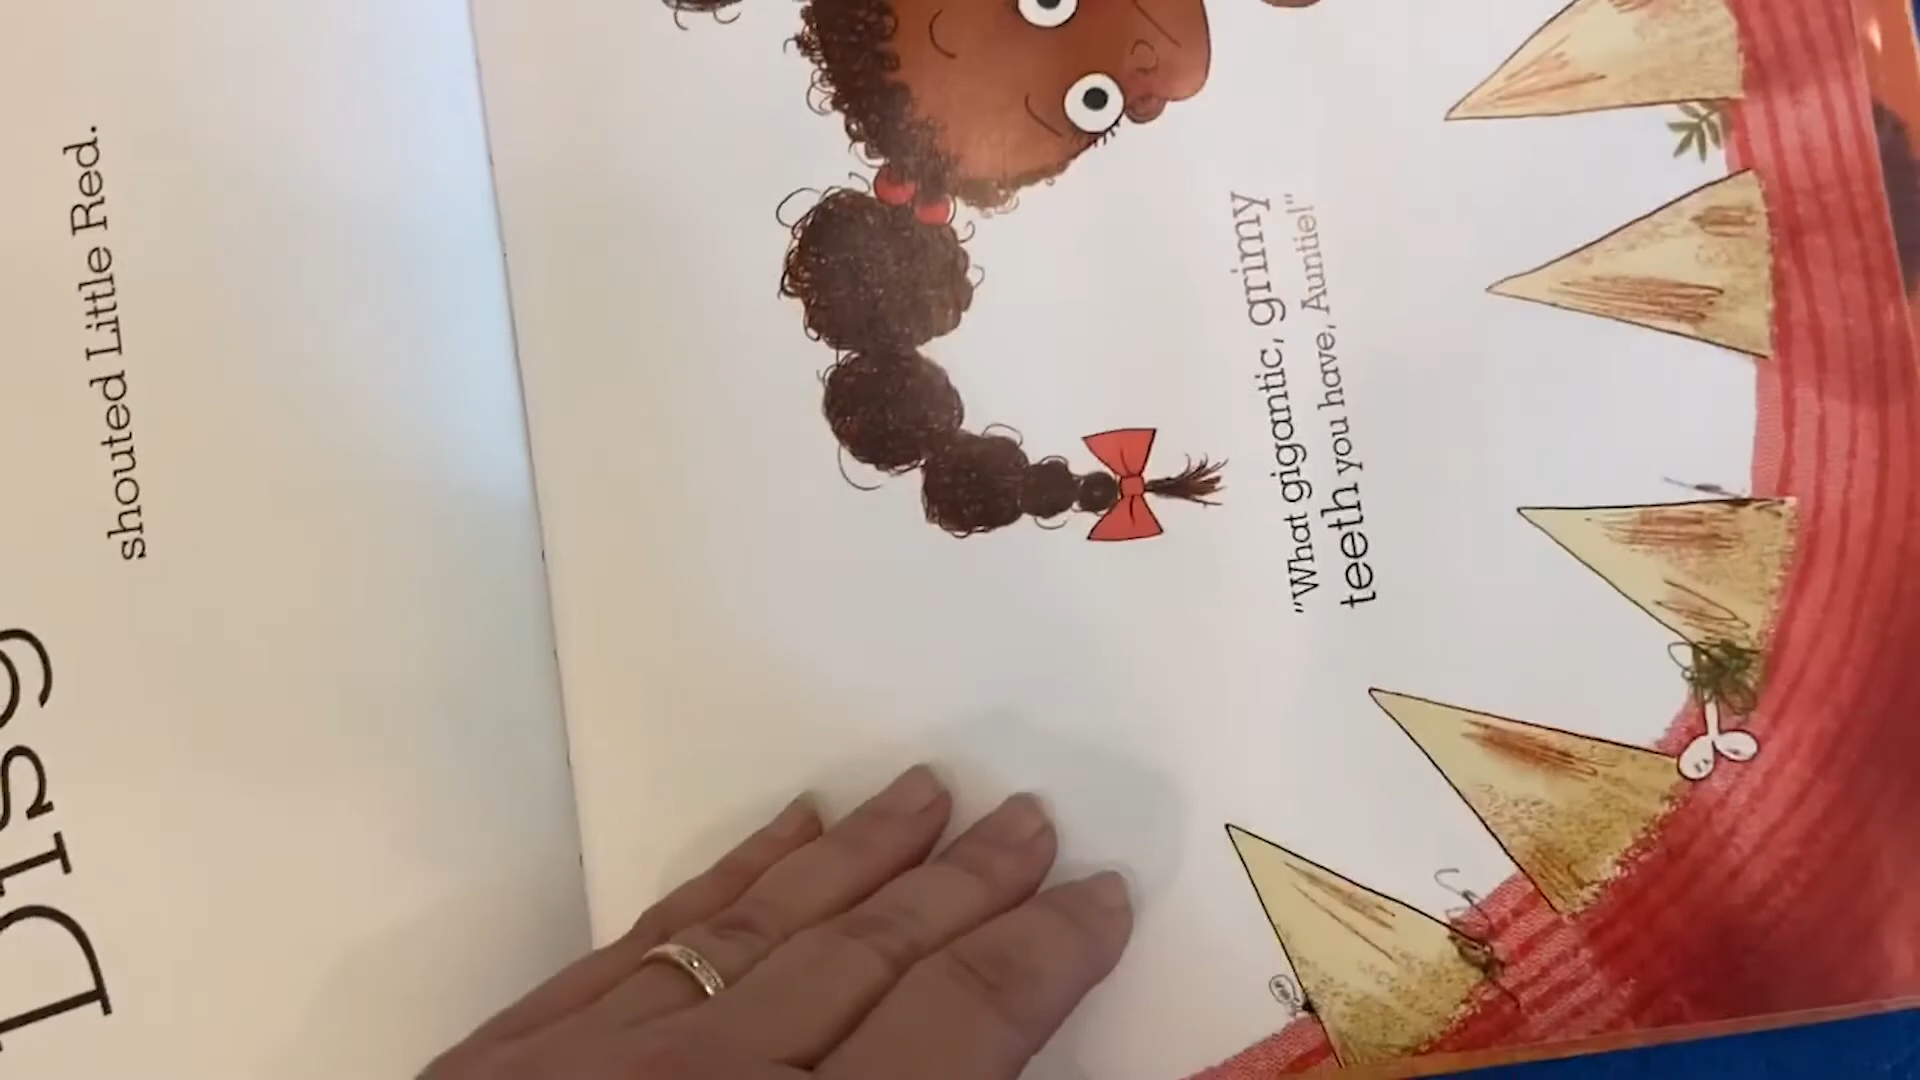 shouted Little Red.
"What gigantic, grimy
teeth you have, Auntie!"